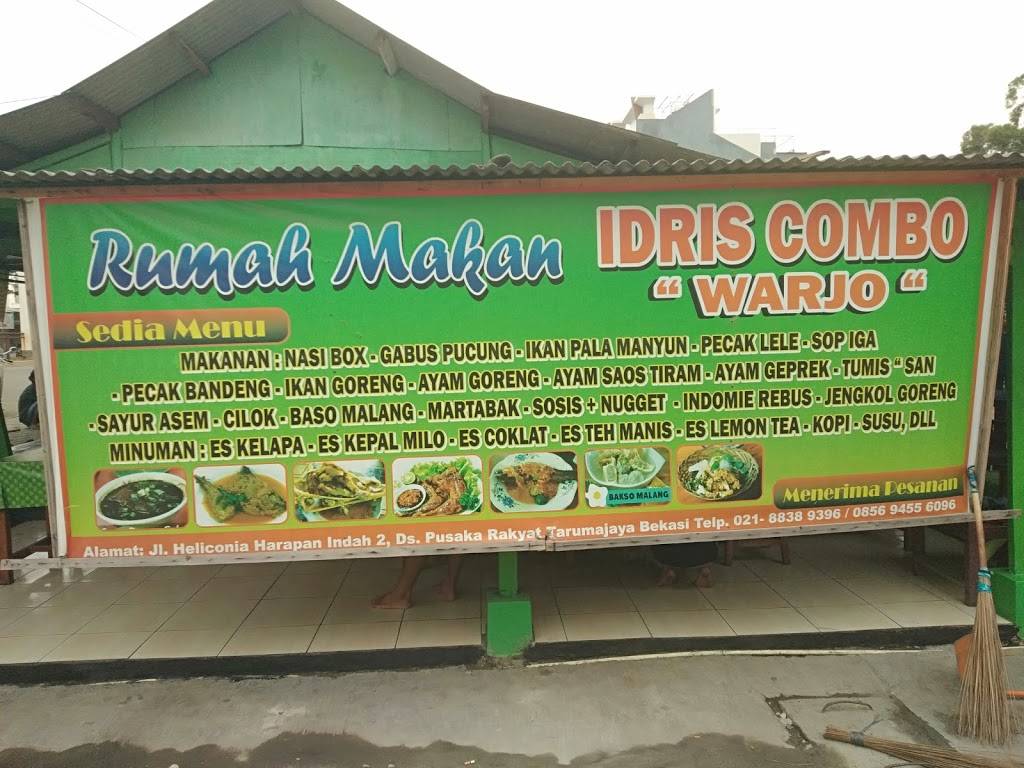 Rumah Makan
IDRIS COMBO
“ WARJO “
Sedia Menu
MAKANAN : NASI BOX - GABUS PUCUNG - IKAN PALA MANYUN - PECAK LELE - SOP IGA
- PECAK BANDENG - IKAN GORENG - AYAM GORENG - AYAM SAOS TIRAM - AYAM GEPREK - TUMIS “ SAN
- SAYUR ASEM - CILOK - BASO MALANG - MARTABAK - SOSIS + NUGGET - INDOMIE REBUS - JENGKOL GORENG
MINUMAN : ES KELAPA - ES KEPAL MILO - ES COKLAT - ES TEH MANIS - ES LEMON TEA - KOPI - SUSU, DLL
BAKSO MALANG
Menerima Pesanan
Alamat: Jl. Heliconia Harapan Indah 2, Ds. Pusaka Rakyat Tarumajaya Bekasi Telp. 021- 8838 9396 / 0856 9455 6096